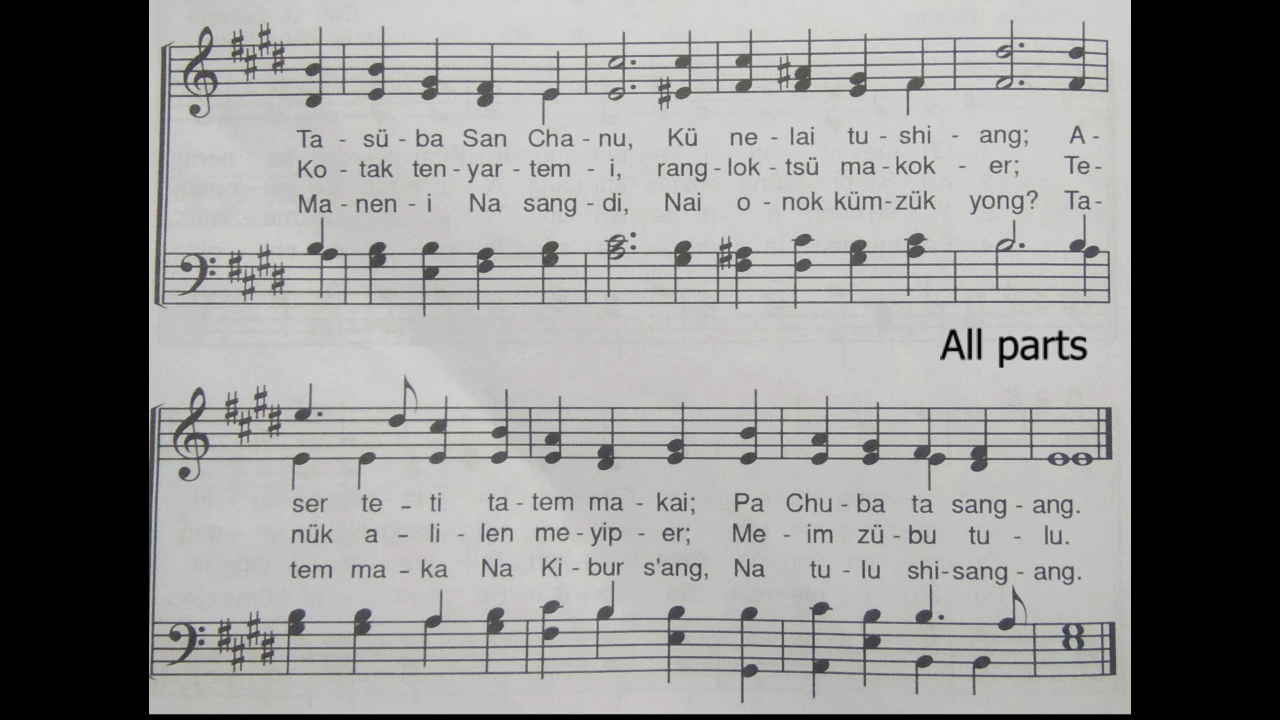 Ta - sü - ba San Cha - nu, Kü ne - lai tu - shi - ang; A -
Ko - tak ten - yar - tem - i, rang - lok - tsü ma - kok - er; Te-
Ma - nen - i Na sang - di, Nai o - nok küm-zük yong? Ta-
All parts
ser te - ti ta - tem ma - kai; Pa Chu - ba ta sang - ang.
nük a - li - len me - yip - er; Me - im zü - bu tu - lu.
tem ma - ka Na Ki - bur s'ang, Na tu - lu shi-sang - ang.